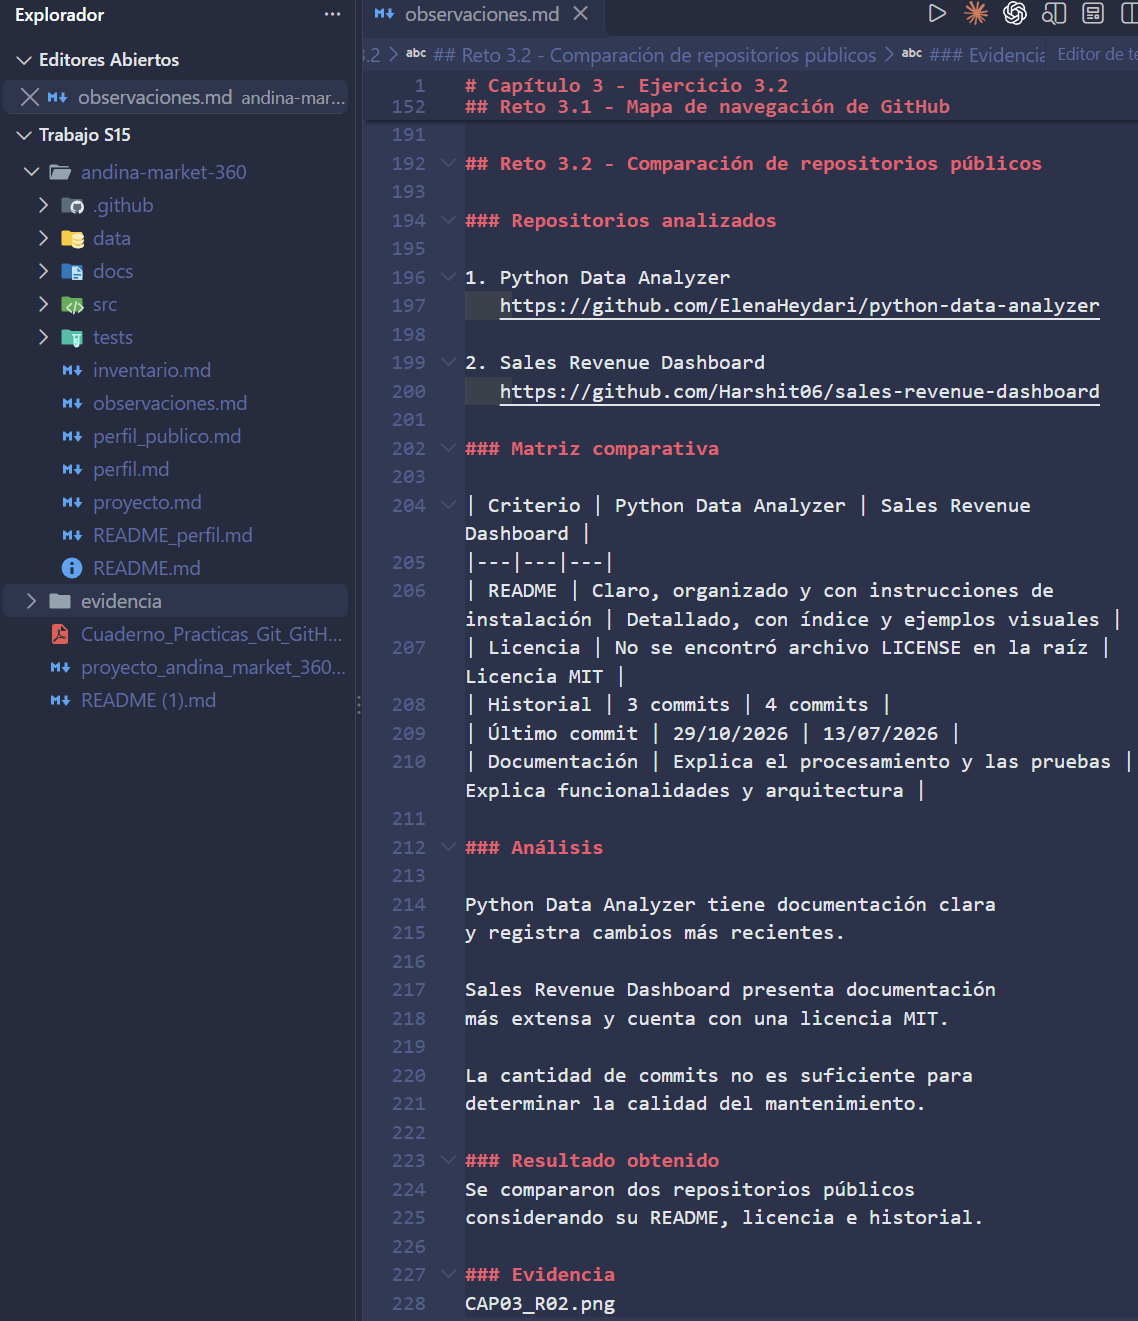 Explorador
···
Editores Abiertos
observaciones.md andina-mar...
Trabajo S15
andina-market-360
.github
data
docs
src
tests
inventario.md
observaciones.md
perfil_publico.md
perfil.md
proyecto.md
README_perfil.md
README.md
evidencia
Cuaderno_Practicas_Git_GitH...
proyecto_andina_market_360...
README (1).md
observaciones.md
3.2 > abc ## Reto 3.2 - Comparación de repositorios públicos > abc ### Evidencia Editor de te
1 # Capítulo 3 - Ejercicio 3.2
152 ## Reto 3.1 - Mapa de navegación de GitHub
191
192 ## Reto 3.2 - Comparación de repositorios públicos
193
194 ### Repositorios analizados
195
196 1. Python Data Analyzer
197 https://github.com/ElenaHeydari/python-data-analyzer
198
199 2. Sales Revenue Dashboard
200 https://github.com/Harshit06/sales-revenue-dashboard
201
202 ### Matriz comparativa
203
204 | Criterio | Python Data Analyzer | Sales Revenue
Dashboard |
205 |---|---|---|
206 | README | Claro, organizado y con instrucciones de
instalación | Detallado, con índice y ejemplos visuales |
207 | Licencia | No se encontró archivo LICENSE en la raíz |
Licencia MIT |
208 | Historial | 3 commits | 4 commits |
209 | Último commit | 29/10/2026 | 13/07/2026 |
210 | Documentación | Explica el procesamiento y las pruebas |
Explica funcionalidades y arquitectura |
211
212 ### Análisis
213
214 Python Data Analyzer tiene documentación clara
215 y registra cambios más recientes.
216
217 Sales Revenue Dashboard presenta documentación
218 más extensa y cuenta con una licencia MIT.
219
220 La cantidad de commits no es suficiente para
221 determinar la calidad del mantenimiento.
222
223 ### Resultado obtenido
224 Se compararon dos repositorios públicos
225 considerando su README, licencia e historial.
226
227 ### Evidencia
228 CAP03_R02.png